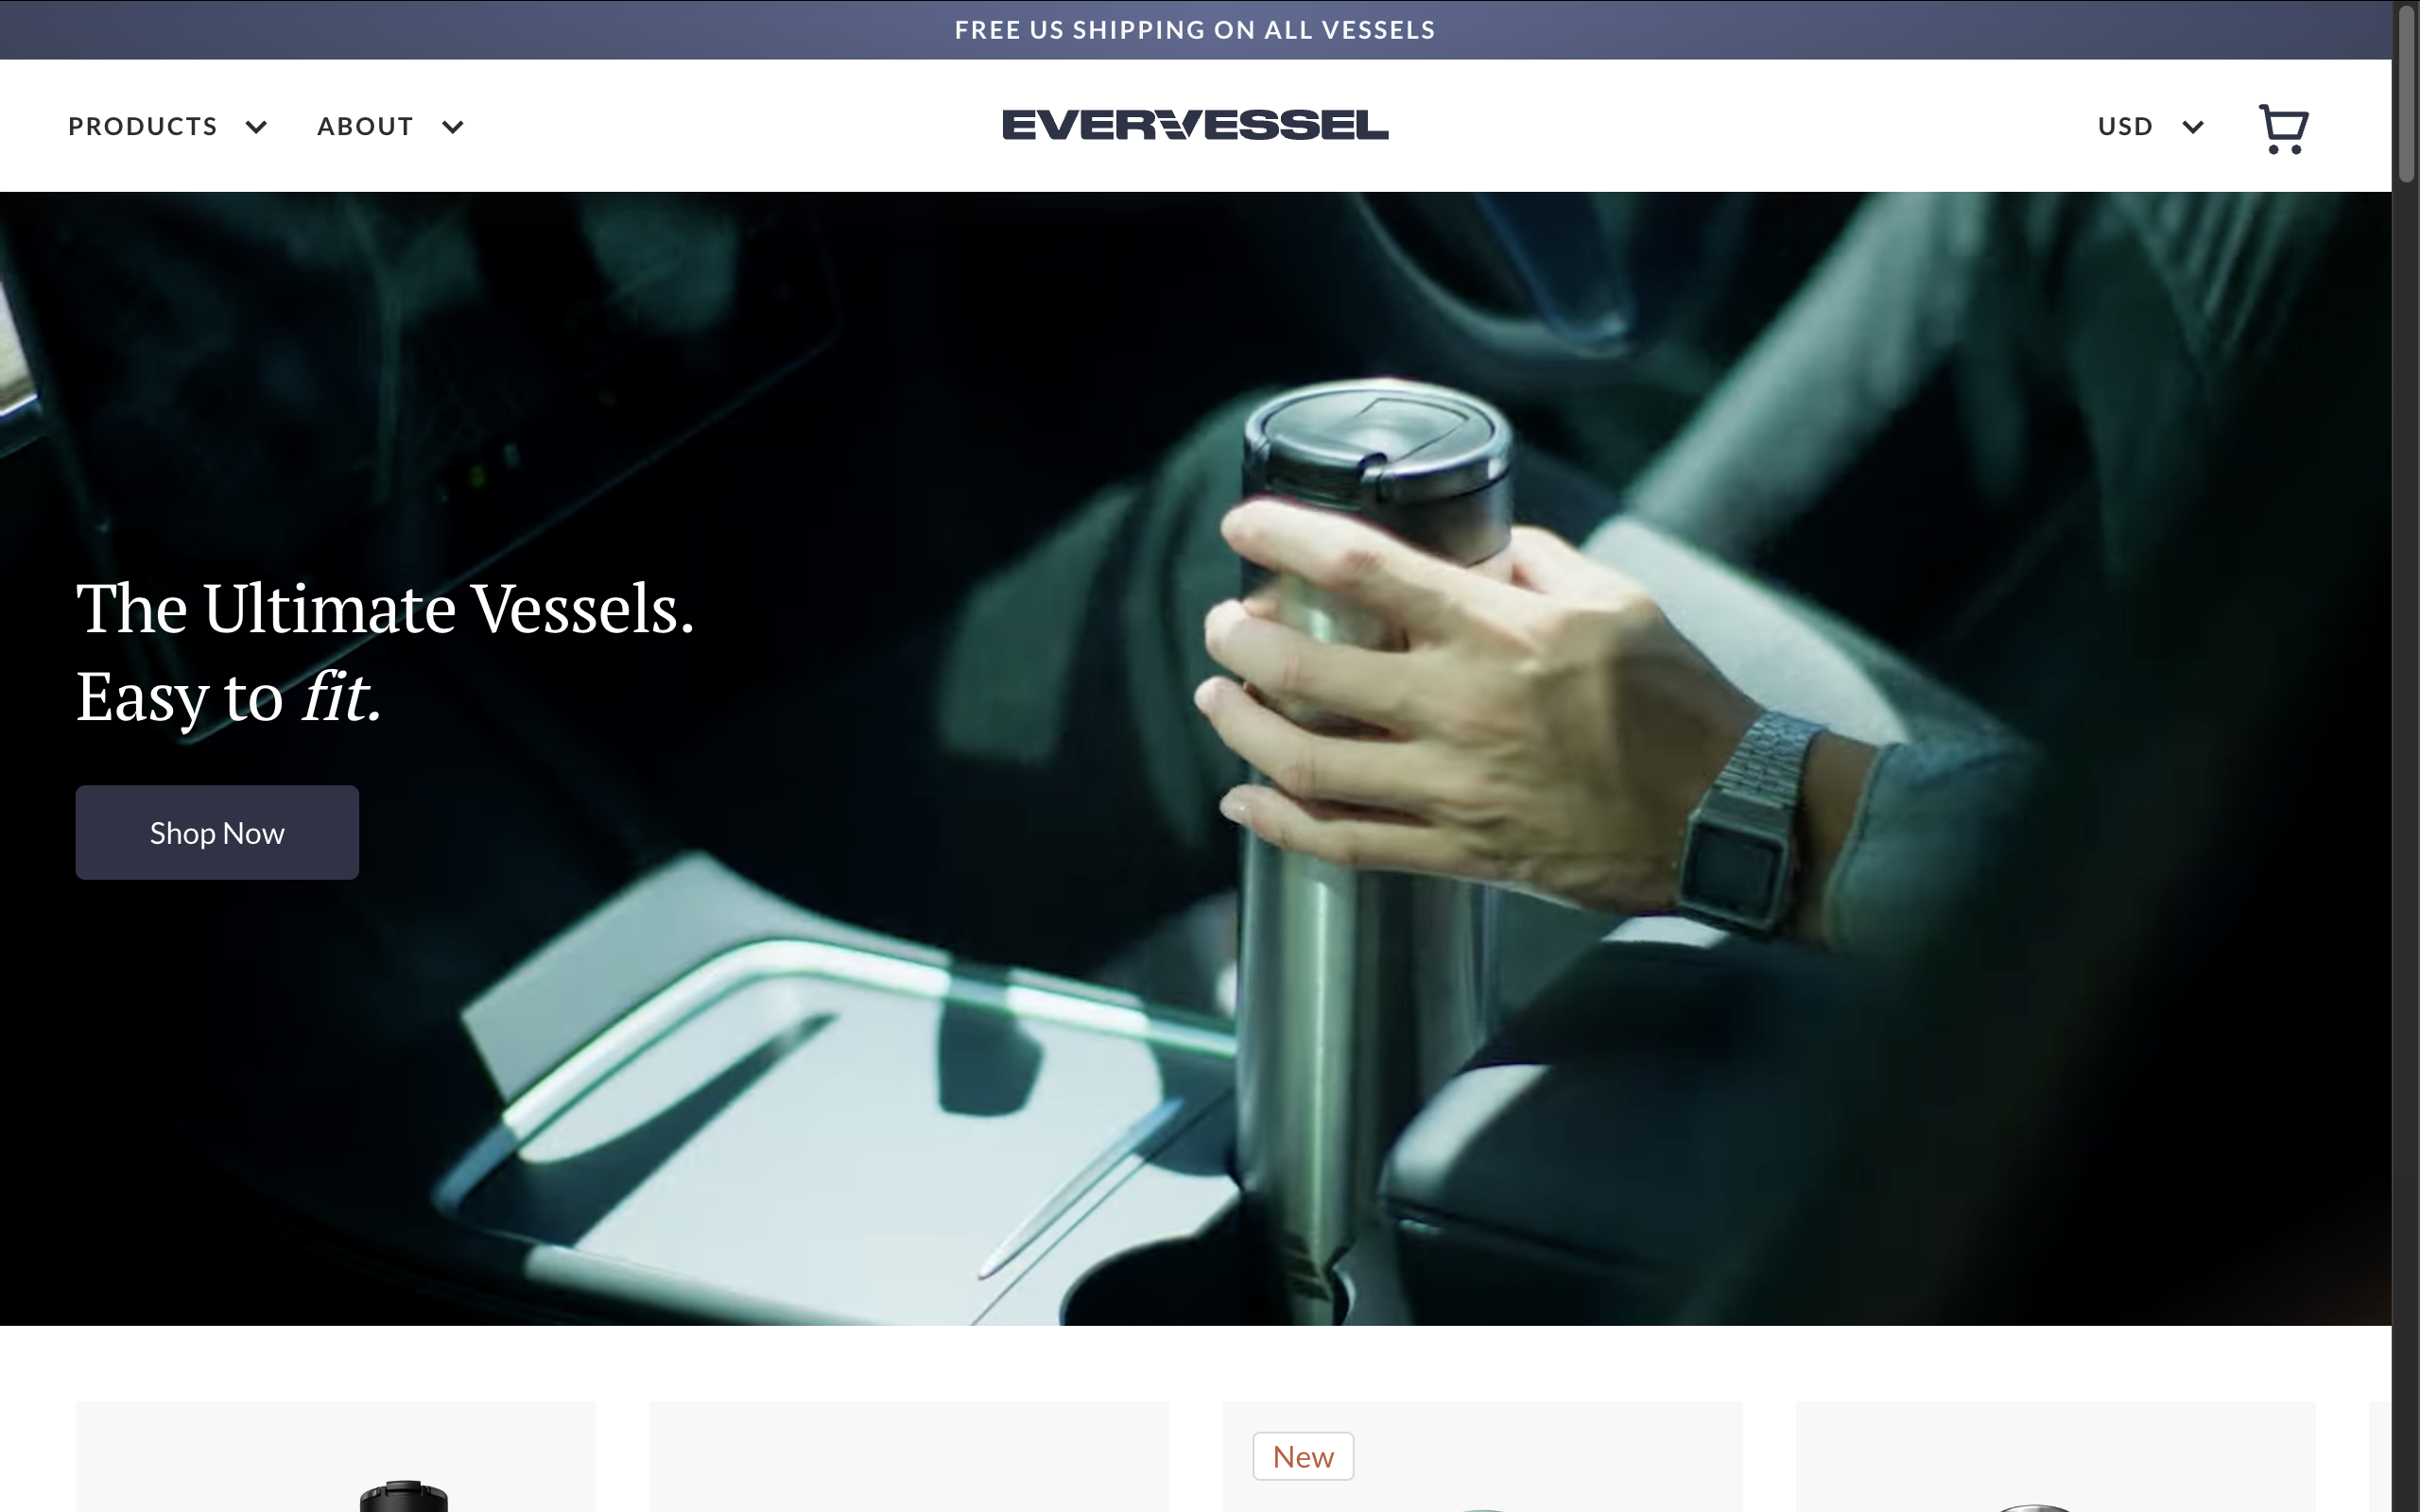 FREE US SHIPPING ON ALL VESSELS
PRODUCTS ABOUT EVERVESSEL USD
The Ultimate Vessels.
Easy to fit.
Shop Now
New